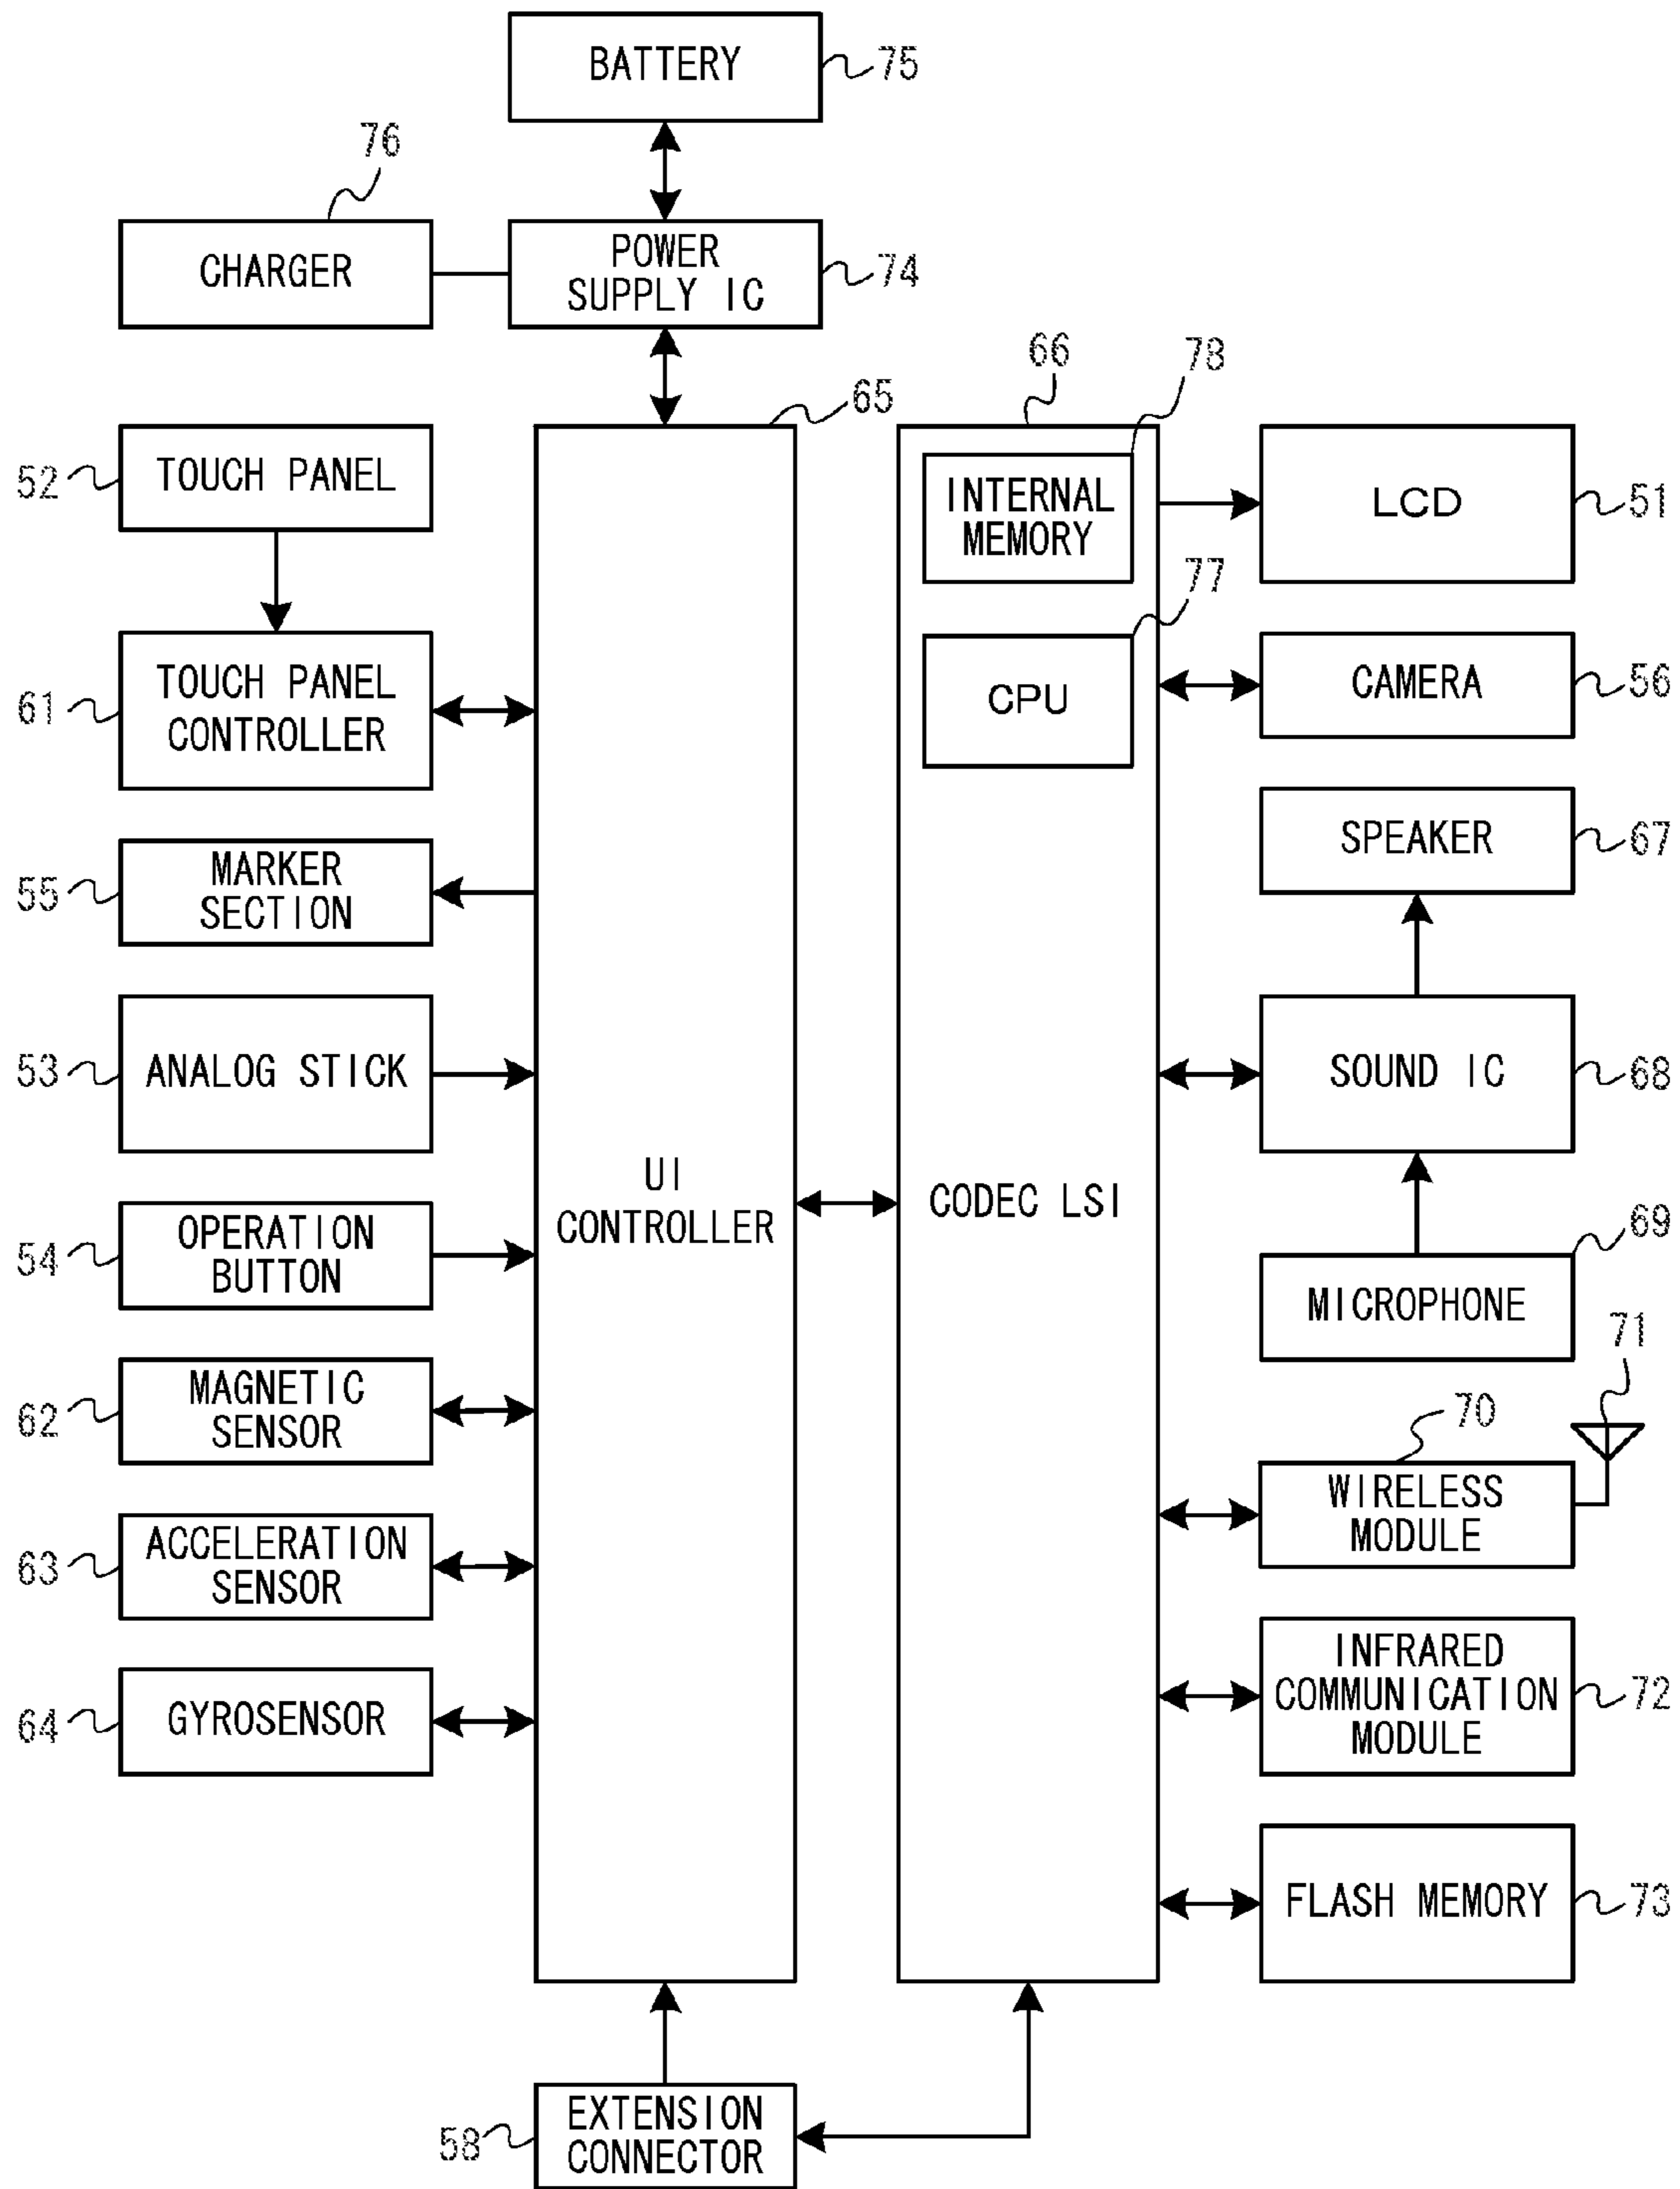 BATTERY
75
76
CHARGER
POWER
SUPPLY IC
74
65
66
78
52
TOUCH PANEL
INTERNAL
MEMORY
LCD
51
77
61
TOUCH PANEL
CONTROLLER
CPU
CAMERA
56
SPEAKER
67
55
MARKER
SECTION
53
ANALOG STICK
SOUND IC
68
UI
CONTROLLER
CODEC LSI
54
OPERATION
BUTTON
69
MICROPHONE
71
62
MAGNETIC
SENSOR
70
WIRELESS
MODULE
63
ACCELERATION
SENSOR
64
GYROSENSOR
INFRARED
COMMUNICATION
MODULE
72
FLASH MEMORY
73
58
EXTENSION
CONNECTOR